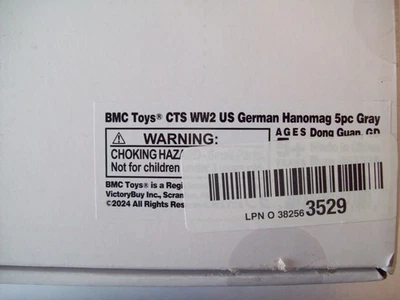 BMC Toys® CTS WW2 US German Hanomag 5pc Gray
WARNING:
CHOKING HAZ
Not for children
AGES Dong Guan, GD
BMC Toys® is a Regi
VictoryBuy Inc., Scran
©2024 All Rights Res
LPN O 38256 3529